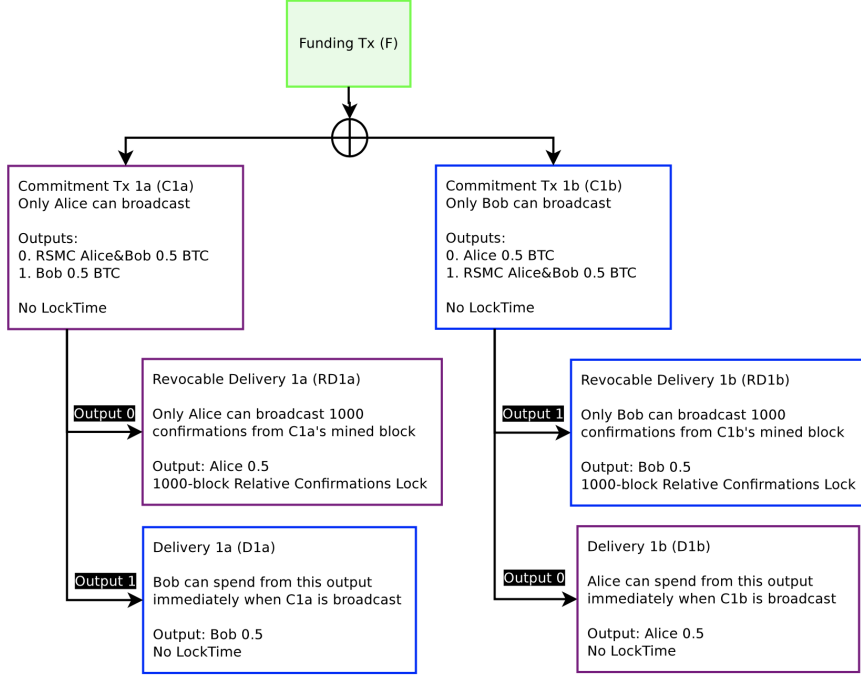 Funding Tx (F)
Commitment Tx 1a (C1a)
Only Alice can broadcast
Outputs:
0. RSMC Alice&Bob 0.5 BTC
1. Bob 0.5 BTC
No LockTime
Commitment Tx 1b (C1b)
Only Bob can broadcast
Outputs:
0. Alice 0.5 BTC
1. RSMC Alice&Bob 0.5 BTC
No LockTime
Output 0
Revocable Delivery 1a (RD1a)
Only Alice can broadcast 1000
confirmations from C1a's mined block
Output: Alice 0.5
1000-block Relative Confirmations Lock
Output 1
Revocable Delivery 1b (RD1b)
Only Bob can broadcast 1000
confirmations from C1b's mined block
Output: Bob 0.5
1000-block Relative Confirmations Lock
Output 1
Delivery 1a (D1a)
Bob can spend from this output
immediately when C1a is broadcast
Output: Bob 0.5
No LockTime
Output 0
Delivery 1b (D1b)
Alice can spend from this output
immediately when C1b is broadcast
Output: Alice 0.5
No LockTime